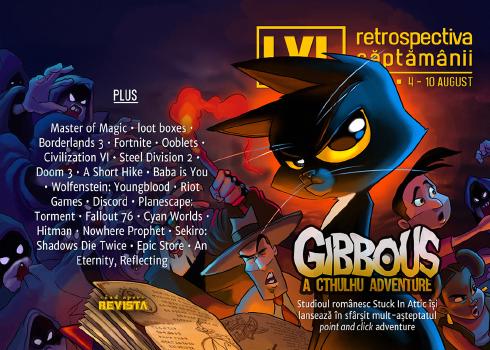 LVL
retrospectiva
săptămânii
• 4 - 10 AUGUST
PLUS
Master of Magic • loot boxes •
Borderlands 3 • Fortnite • Ooblets •
Civilization VI • Steel Division 2 •
Doom 3 • A Short Hike • Baba is You
• Wolfenstein: Youngblood • Riot
Games • Discord • Planescape:
Torment • Fallout 76 • Cyan Worlds •
Hitman • Nowhere Prophet • Sekiro:
Shadows Die Twice • Epic Store • An
Eternity, Reflecting
REVISTA
GIBBOUS
A CTHULHU ADVENTURE
Studioul românesc Stuck In Attic își
lansează în sfârșit mult-așteptatul
point and click adventure